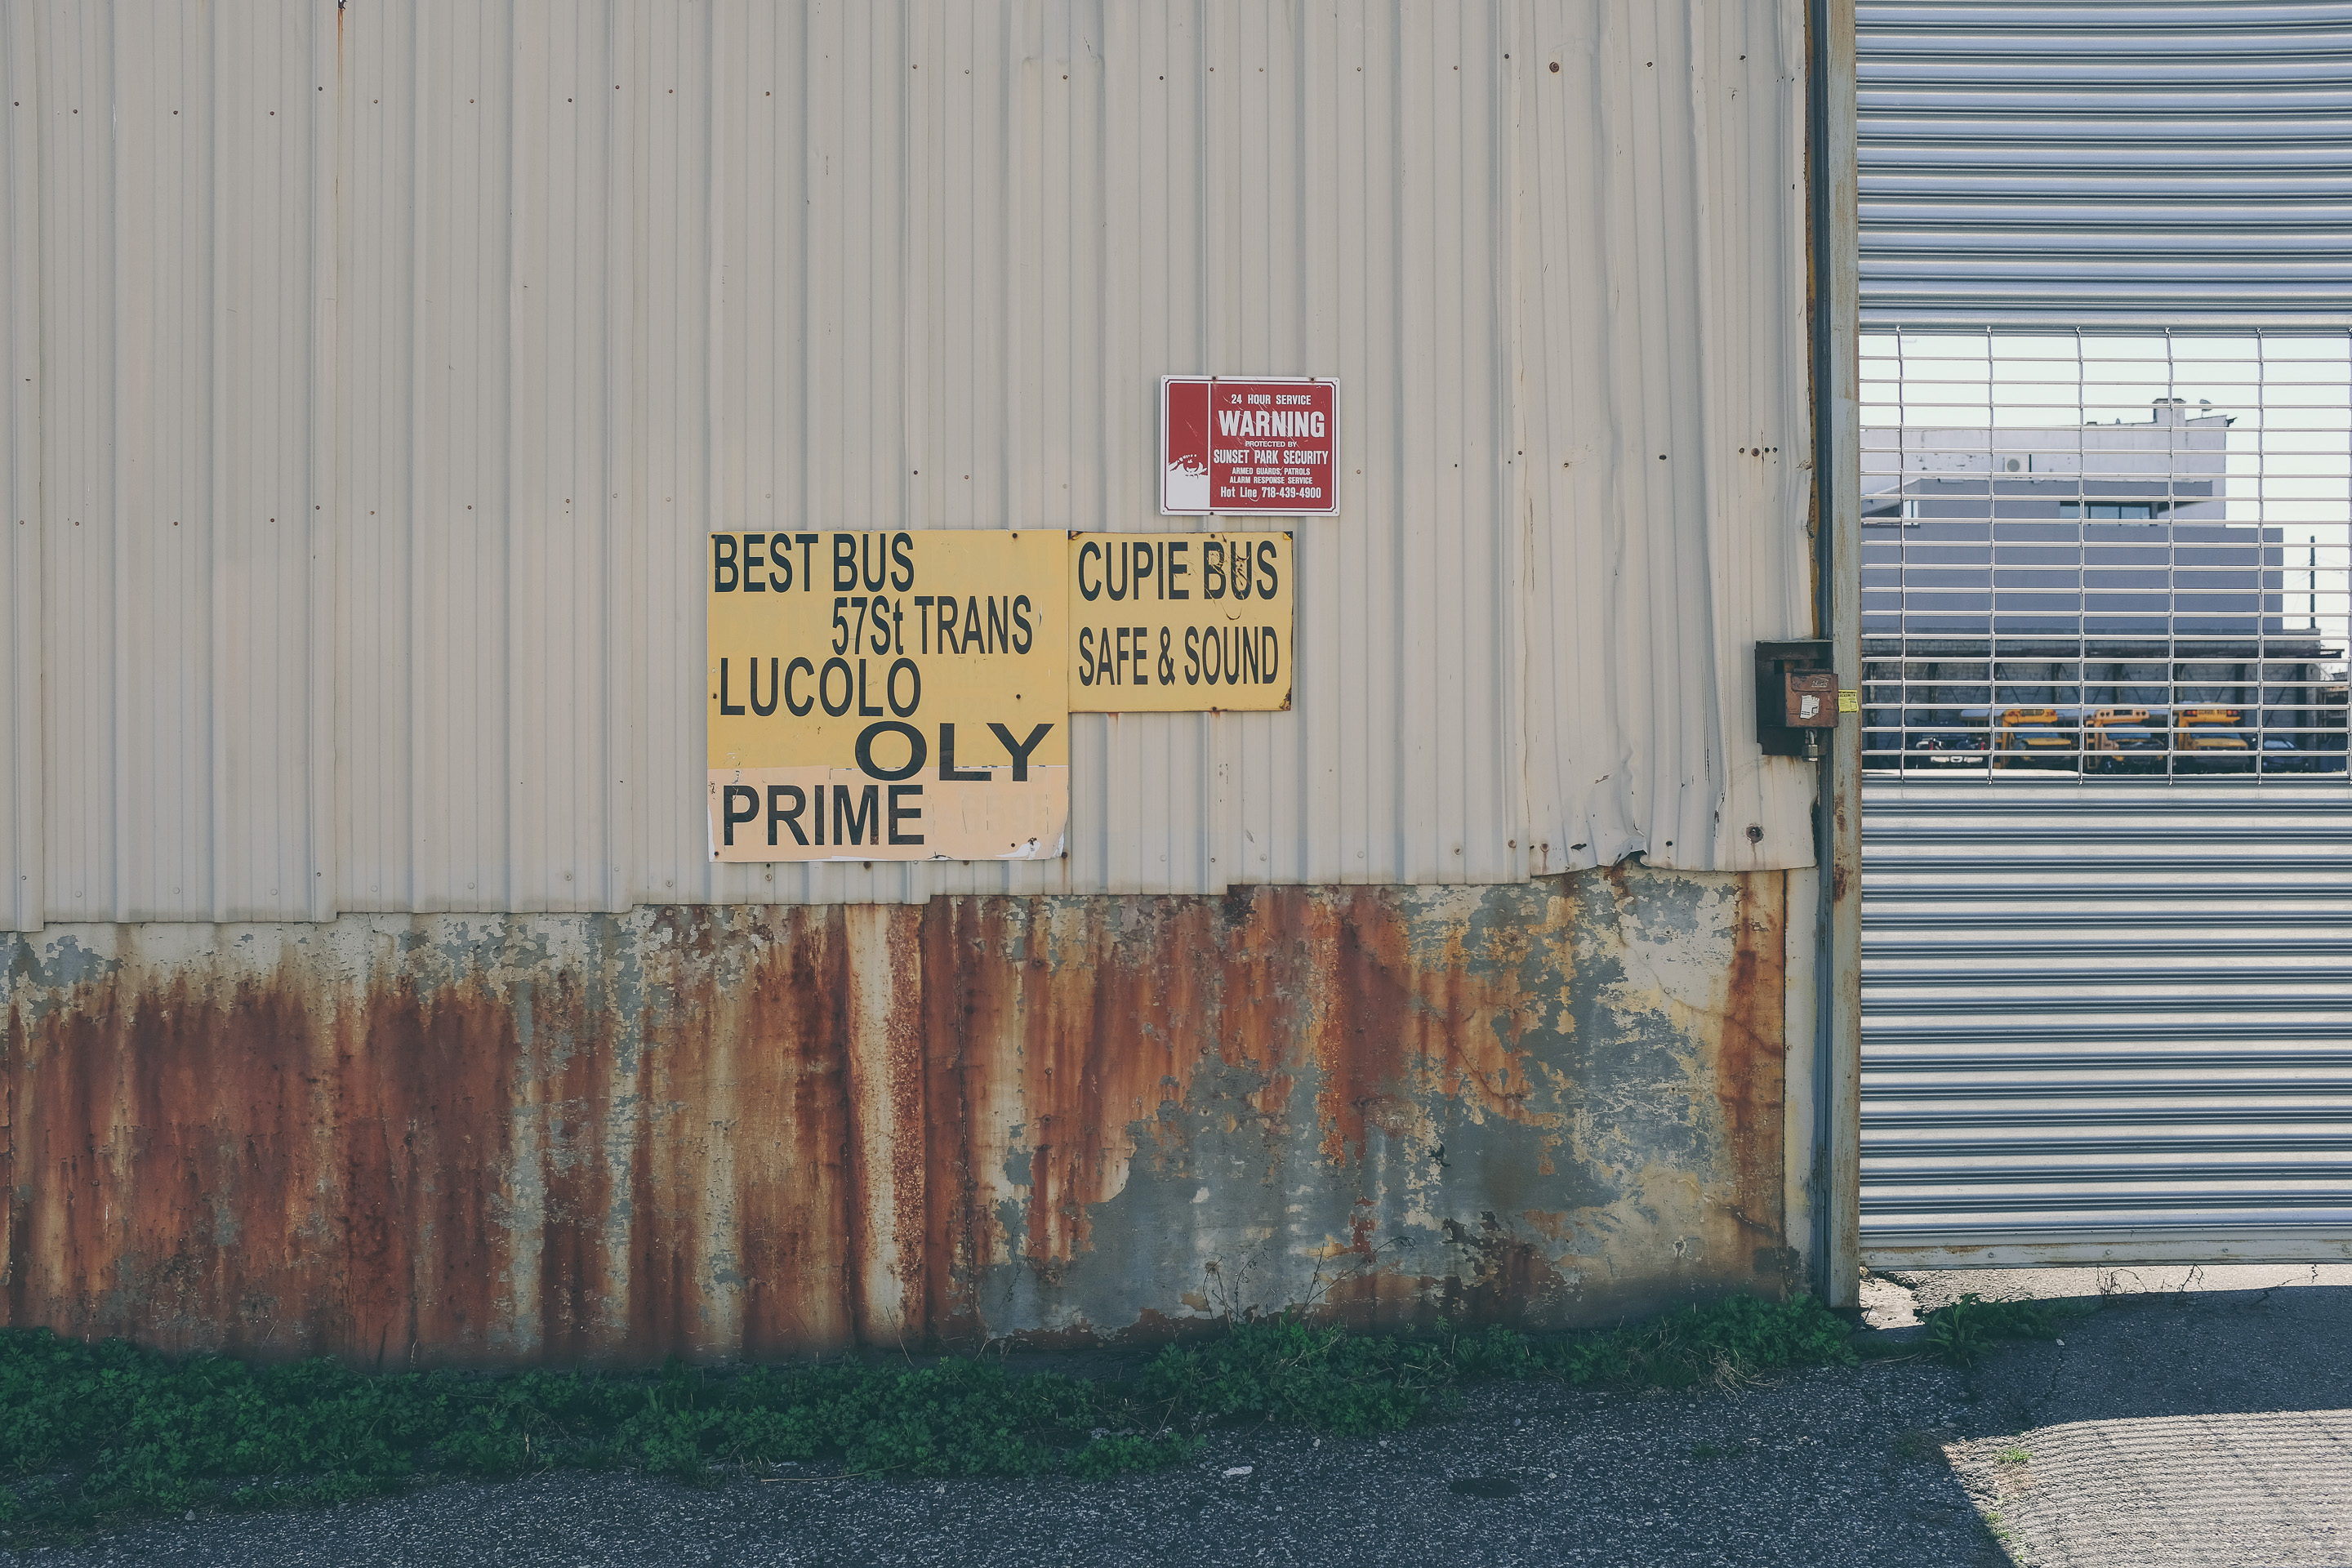 24 HOUR SERVICE
WARNING
PROTECTED BY
SUNSET PARK SECURITY
ARMED GUARDS, PATROLS
ALARM RESPONSE SERVICE
Hot Line 718-439-4900
BEST BUS
57St TRANS
LUCOLO
OLY
PRIME
CUPIE BUS
SAFE & SOUND